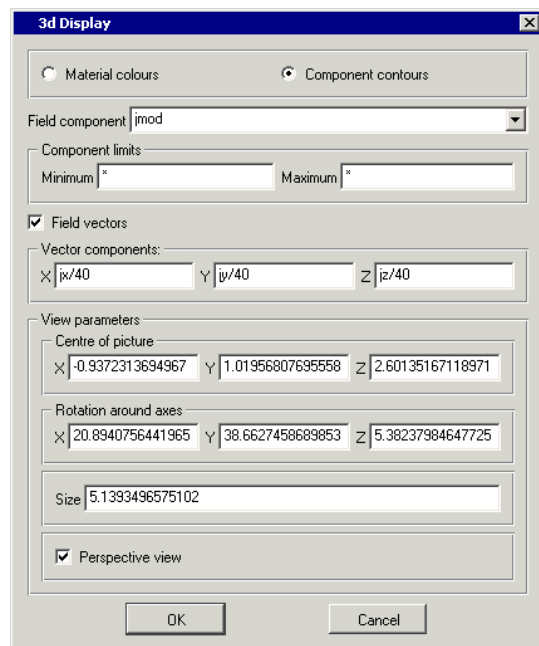 3d Display
Material colours Component contours
Field component jmod
Component limits
Minimum * Maximum *
Field vectors
Vector components:
X jx/40 Y jy/40 Z jz/40
View parameters
Centre of picture
X -0.9372313694967 Y 1.01956807695558 Z 2.60135167118971
Rotation around axes
X 20.8940756441965 Y 38.6627458689853 Z 5.38237984647725
Size 5.1393496575102
Perspective view
OK Cancel